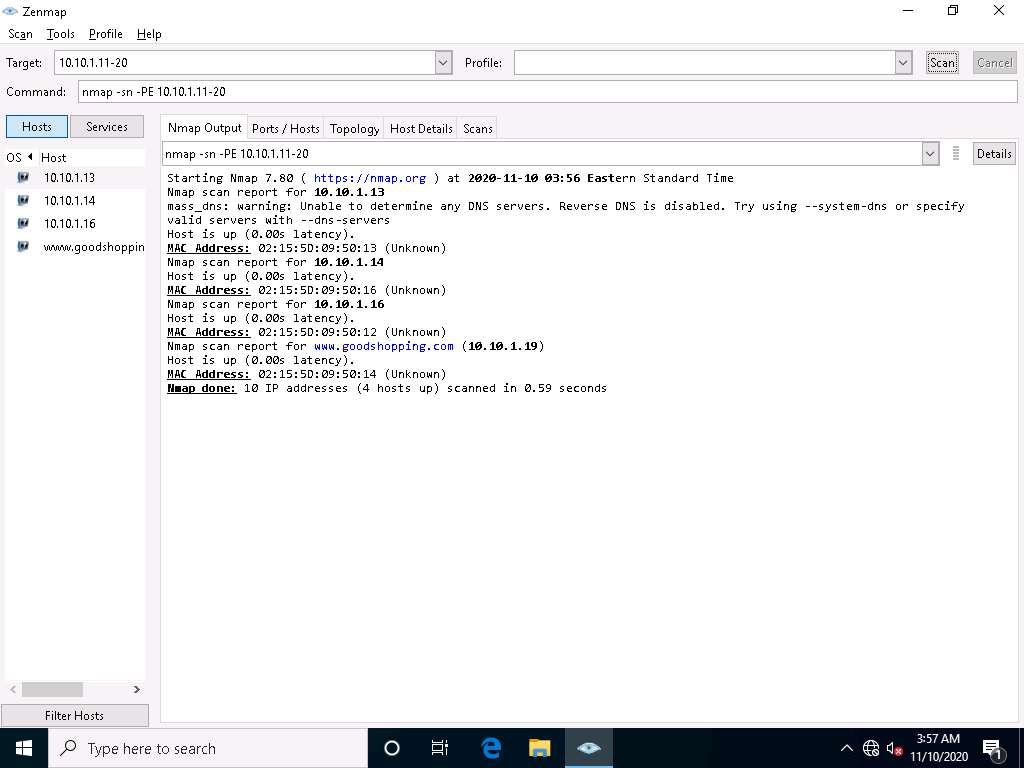 Zenmap
Scan Tools Profile Help
Target: 10.10.1.11-20 Profile: Scan Cancel
Command: nmap -sn -PE 10.10.1.11-20
Hosts Services
Nmap Output Ports / Hosts Topology Host Details Scans
OS Host
nmap -sn -PE 10.10.1.11-20 Details
10.10.1.13
10.10.1.14
10.10.1.16
www.goodshoppin
Starting Nmap 7.80 ( https://nmap.org ) at 2020-11-10 03:56 Eastern Standard Time
Nmap scan report for 10.10.1.13
mass_dns: warning: Unable to determine any DNS servers. Reverse DNS is disabled. Try using --system-dns or specify
valid servers with --dns-servers
Host is up (0.00s latency).
MAC Address: 02:15:5D:09:50:13 (Unknown)
Nmap scan report for 10.10.1.14
Host is up (0.00s latency).
MAC Address: 02:15:5D:09:50:16 (Unknown)
Nmap scan report for 10.10.1.16
Host is up (0.00s latency).
MAC Address: 02:15:5D:09:50:12 (Unknown)
Nmap scan report for www.goodshopping.com (10.10.1.19)
Host is up (0.00s latency).
MAC Address: 02:15:5D:09:50:14 (Unknown)
Nmap done: 10 IP addresses (4 hosts up) scanned in 0.59 seconds
Filter Hosts
Type here to search
3:57 AM
11/10/2020
1